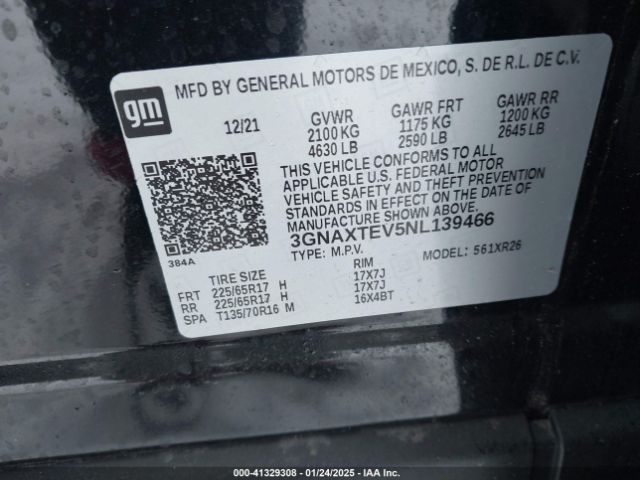 MFD BY GENERAL MOTORS DE MEXICO, S. DE R.L. DE C.V.
gm
12/21 GVWR GAWR FRT GAWR RR
2100 KG 1175 KG 1200 KG
4630 LB 2590 LB 2645 LB
THIS VEHICLE CONFORMS TO ALL
APPLICABLE U.S. FEDERAL MOTOR
VEHICLE SAFETY AND THEFT PREVENTION
STANDARDS IN EFFECT ON THE DATE OF
MANUFACTURE SHOWN ABOVE.
3GNAXTEV5NL139466
384A
TYPE: M.P.V. MODEL: 561XR26
TIRE SIZE RIM
FRT 225/65R17 H 17X7J
RR 225/65R17 H 17X7J
SPA T135/70R16 M 16X4BT
000-41329308 - 01/24/2025 - IAA Inc.